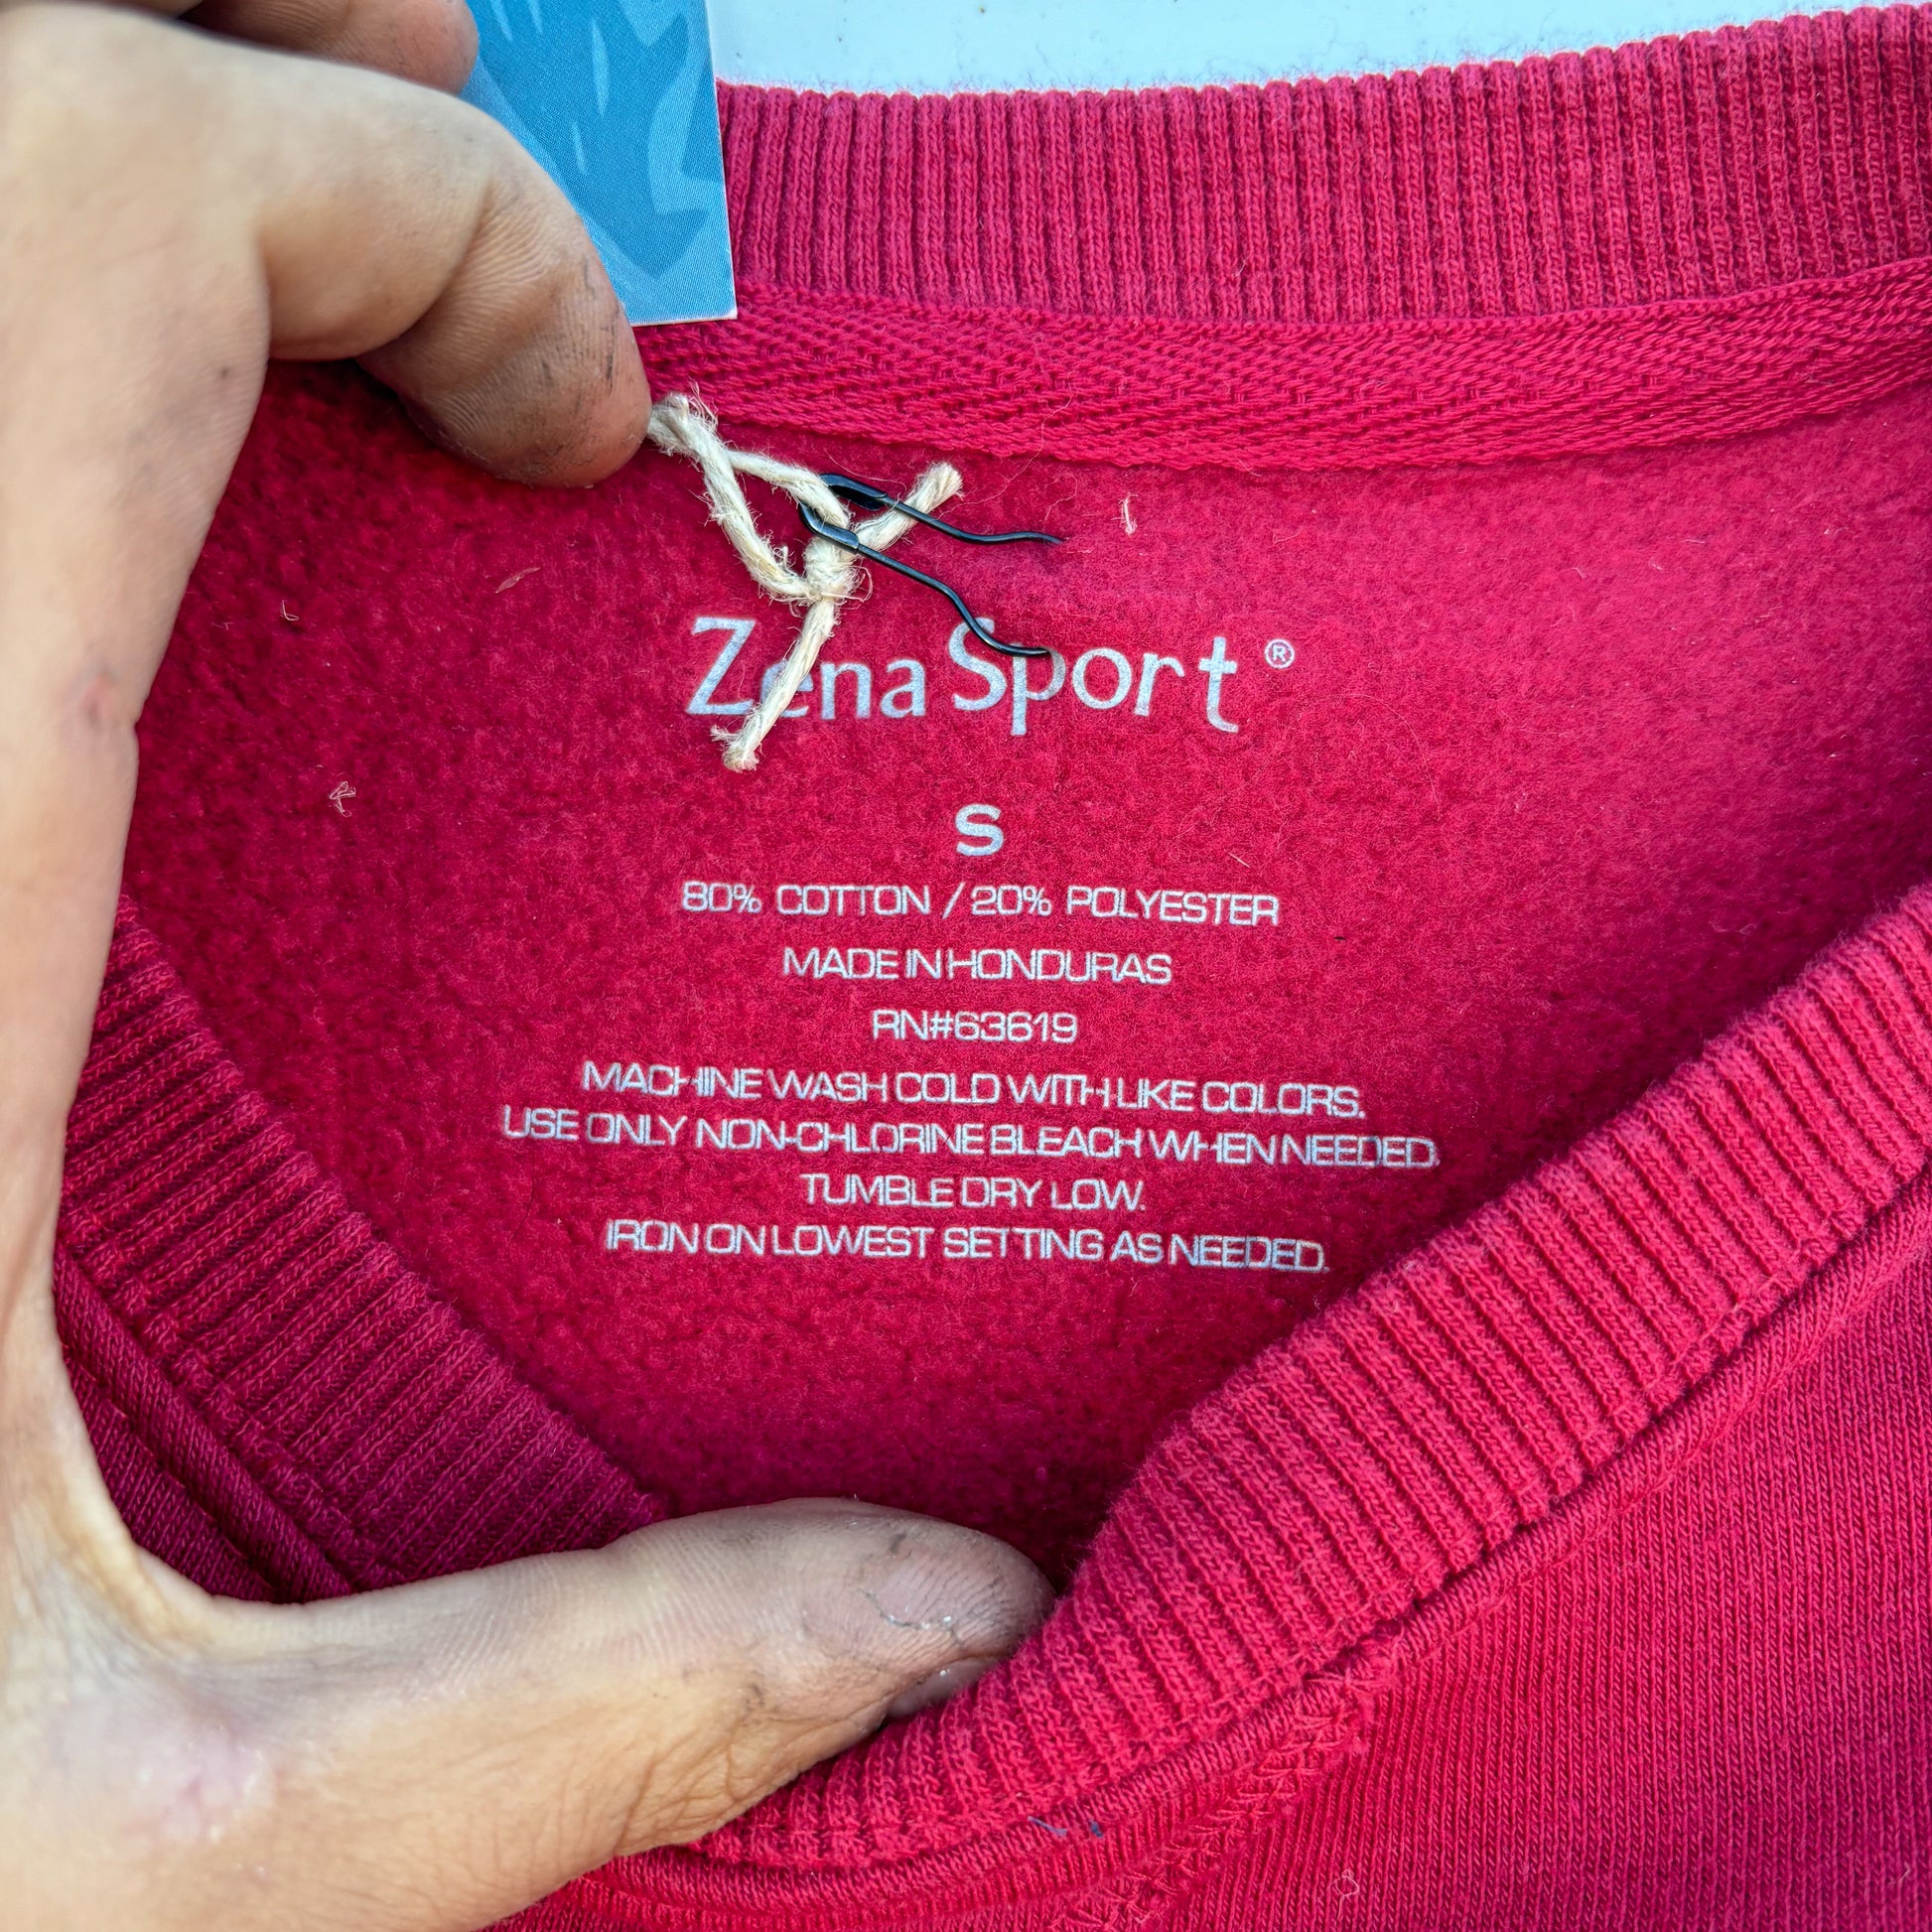 Zena Sport ®
S
80% COTTON / 20% POLYESTER
MADE IN HONDURAS
RN#63619
MACHINE WASH COLD WITH LIKE COLORS.
USE ONLY NON-CHLORINE BLEACH WHEN NEEDED.
TUMBLE DRY LOW.
IRON ON LOWEST SETTING AS NEEDED.